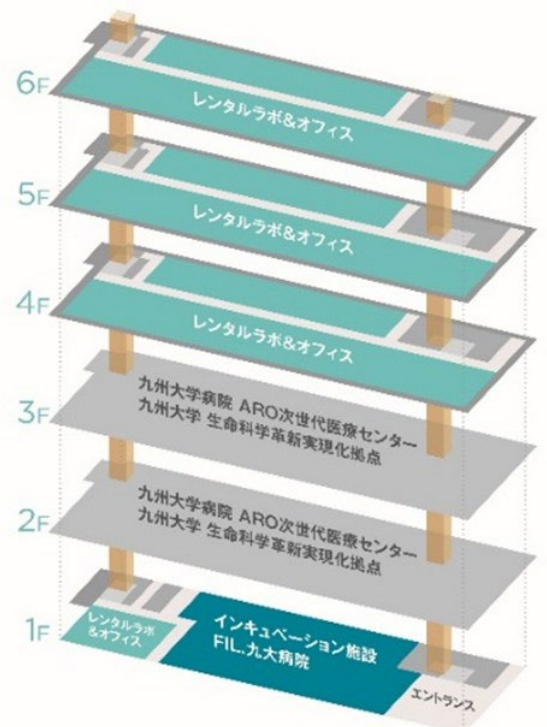 6F
レンタルラボ&オフィス
5F
レンタルラボ&オフィス
4F
レンタルラボ&オフィス
3F
九州大学病院 ARO次世代医療センター
九州大学 生命科学革新実現化拠点
2F
九州大学病院 ARO次世代医療センター
九州大学 生命科学革新実現化拠点
1F
レンタルラボ
&オフィス
インキュベーション施設
FIL.九大病院
エントランス